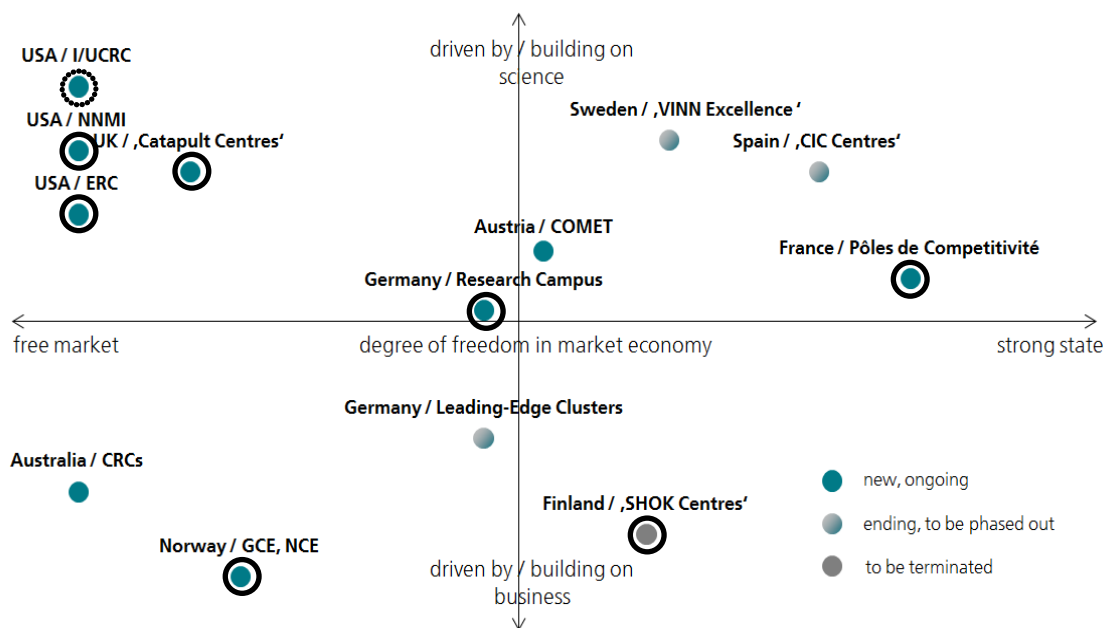 driven by / building on
science
USA / I/UCRC
Sweden / ‚VINN Excellence‘
USA / NNMI
UK / ‚Catapult Centres‘
Spain / ‚CIC Centres‘
USA / ERC
Austria / COMET
France / Pôles de Competitivité
Germany / Research Campus
free market
degree of freedom in market economy
strong state
Germany / Leading-Edge Clusters
Australia / CRCs
new, ongoing
Finland / ‚SHOK Centres‘
ending, to be phased out
Norway / GCE, NCE
to be terminated
driven by / building on
business